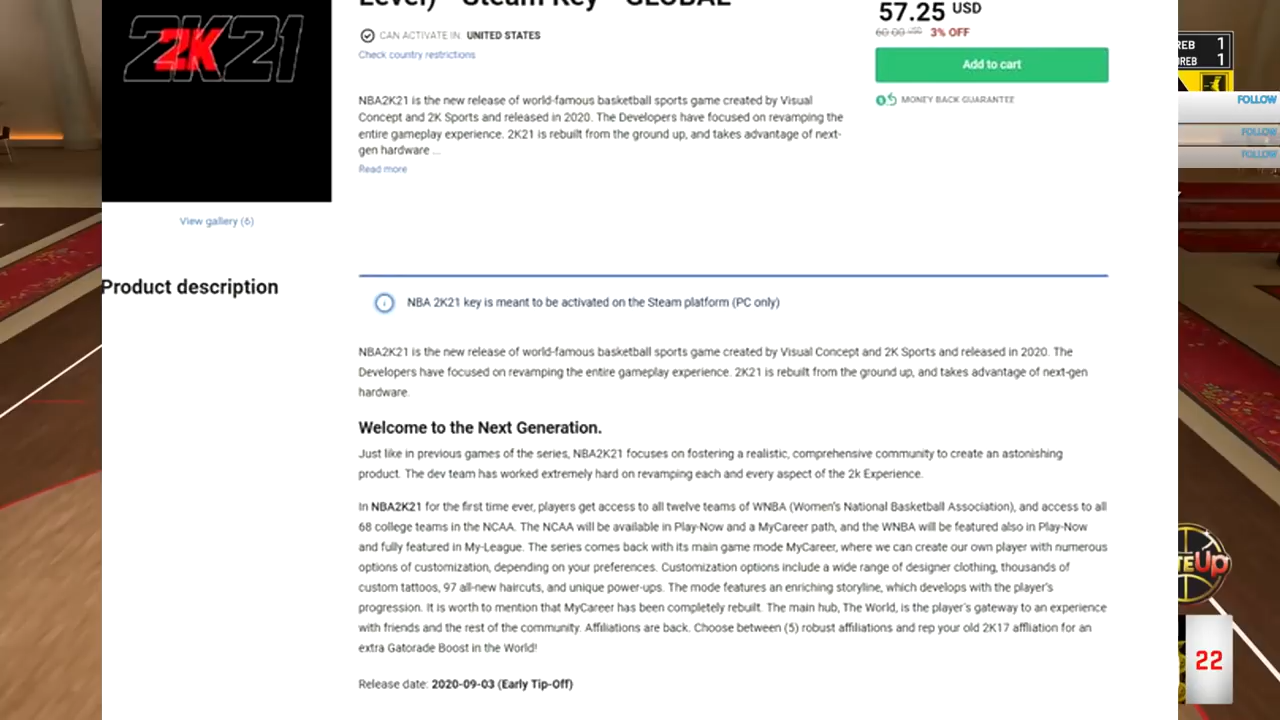 Level) - Steam Key - GLOBAL
57.25 USD
60.00 USD 3% OFF
CAN ACTIVATE IN: UNITED STATES
Check country restrictions
Add to cart
MONEY BACK GUARANTEE
2K21
2K
NBA2K21 is the new release of world-famous basketball sports game created by Visual
Concept and 2K Sports and released in 2020. The Developers have focused on revamping the
entire gameplay experience. 2K21 is rebuilt from the ground up, and takes advantage of next-
gen hardware ...
Read more
View gallery (6)
Product description
NBA 2K21 key is meant to be activated on the Steam platform (PC only)
NBA2K21 is the new release of world-famous basketball sports game created by Visual Concept and 2K Sports and released in 2020. The
Developers have focused on revamping the entire gameplay experience. 2K21 is rebuilt from the ground up, and takes advantage of next-gen
hardware.
Welcome to the Next Generation.
Just like in previous games of the series, NBA2K21 focuses on fostering a realistic, comprehensive community to create an astonishing
product. The dev team has worked extremely hard on revamping each and every aspect of the 2k Experience.
In NBA2K21 for the first time ever, players get access to all twelve teams of WNBA (Women's National Basketball Association), and access to all
68 college teams in the NCAA. The NCAA will be available in Play-Now and a MyCareer path, and the WNBA will be featured also in Play-Now
and fully featured in My-League. The series comes back with its main game mode MyCareer, where we can create our own player with numerous
options of customization, depending on your preferences. Customization options include a wide range of designer clothing, thousands of
custom tattoos, 97 all-new haircuts, and unique power-ups. The mode features an enriching storyline, which develops with the player's
progression. It is worth to mention that MyCareer has been completely rebuilt. The main hub, The World, is the player's gateway to an experience
with friends and the rest of the community. Affiliations are back. Choose between (5) robust affiliations and rep your old 2K17 affliation for an
extra Gatorade Boost in the World!
Release date: 2020-09-03 (Early Tip-Off)
REB 1
OREB 1
FOLLOW
FOLLOW
FOLLOW
Up
22